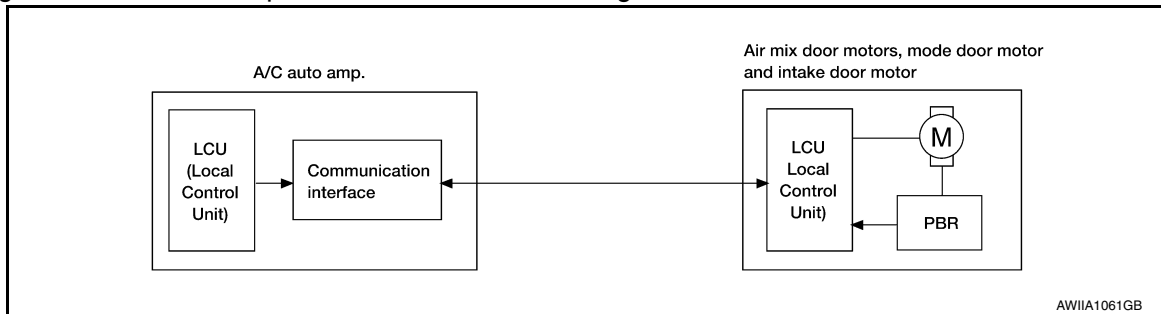 A/C auto amp.
LCU
(Local
Control
Unit)
Communication
interface
Air mix door motors, mode door motor
and intake door motor
LCU
Local
Control
Unit)
M
PBR
AWIIA1061GB